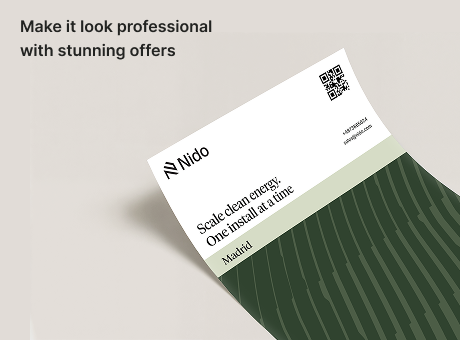 Make it look professional
with stunning offers
Nido
Scale clean energy.
One install at a time
Madrid